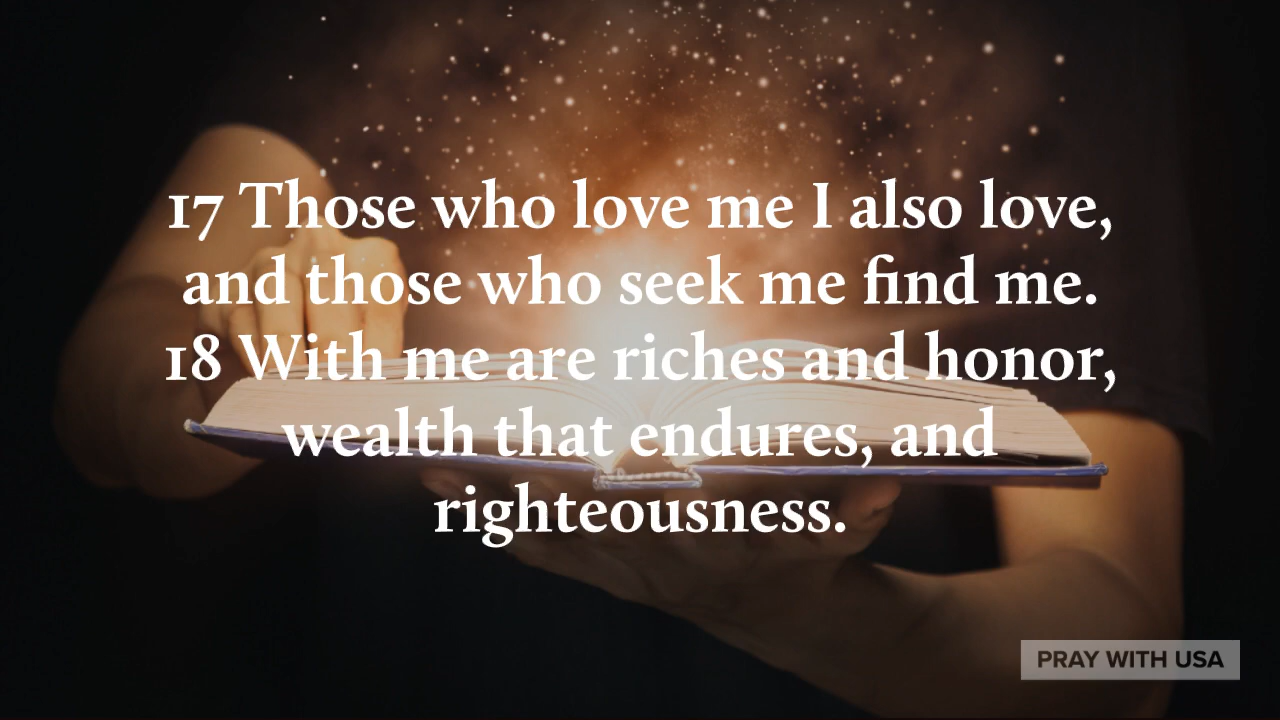 17 Those who love me I also love,
and those who seek me find me.
18 With me are riches and honor,
wealth that endures, and
righteousness.
PRAY WITH USA